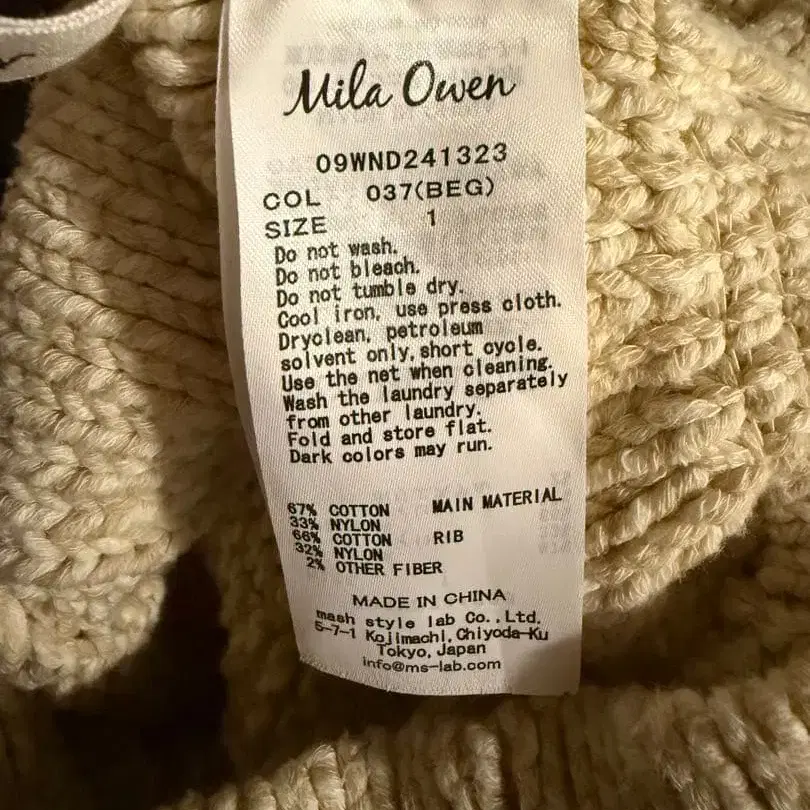 Mila Owen
09WND241323
COL 037(BEG)
SIZE 1
Do not wash.
Do not bleach.
Do not tumble dry.
Cool iron, use press cloth.
Dryclean, petroleum
solvent only,short cycle.
Use the net when cleaning.
Wash the laundry separately
from other laundry.
Fold and store flat.
Dark colors may run.
67% COTTON MAIN MATERIAL
33% NYLON
66% COTTON RIB
32% NYLON
2% OTHER FIBER
MADE IN CHINA
mash style lab Co.,Ltd.
5-7-1 Kojimachi,Chiyoda-Ku
Tokyo,Japan
info@ms-lab.com